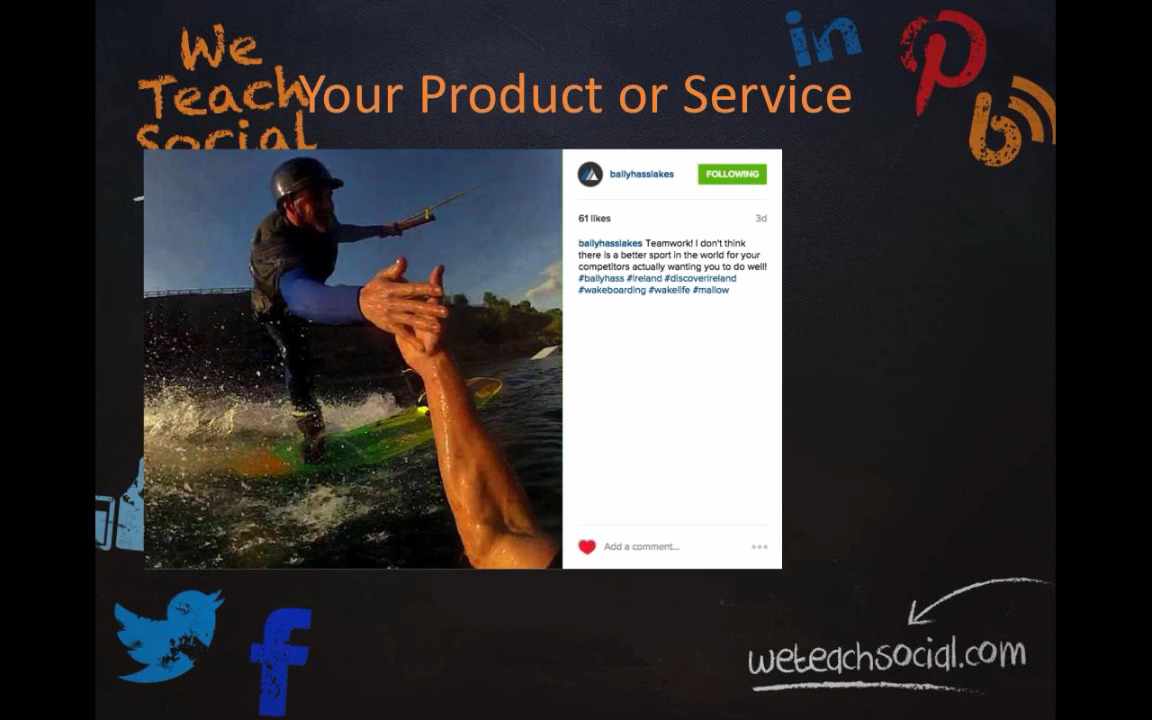 We
Teach
Social
Your Product or Service
in
ballyhasslakes
FOLLOWING
61 likes
3d
ballyhasslakes Teamwork! I don't think
there is a better sport in the world for your
competitors actually wanting you to do well!
#ballyhass #ireland #discoverireland
#wakeboarding #wakelife #mallow
Add a comment...
weteachsocial.com